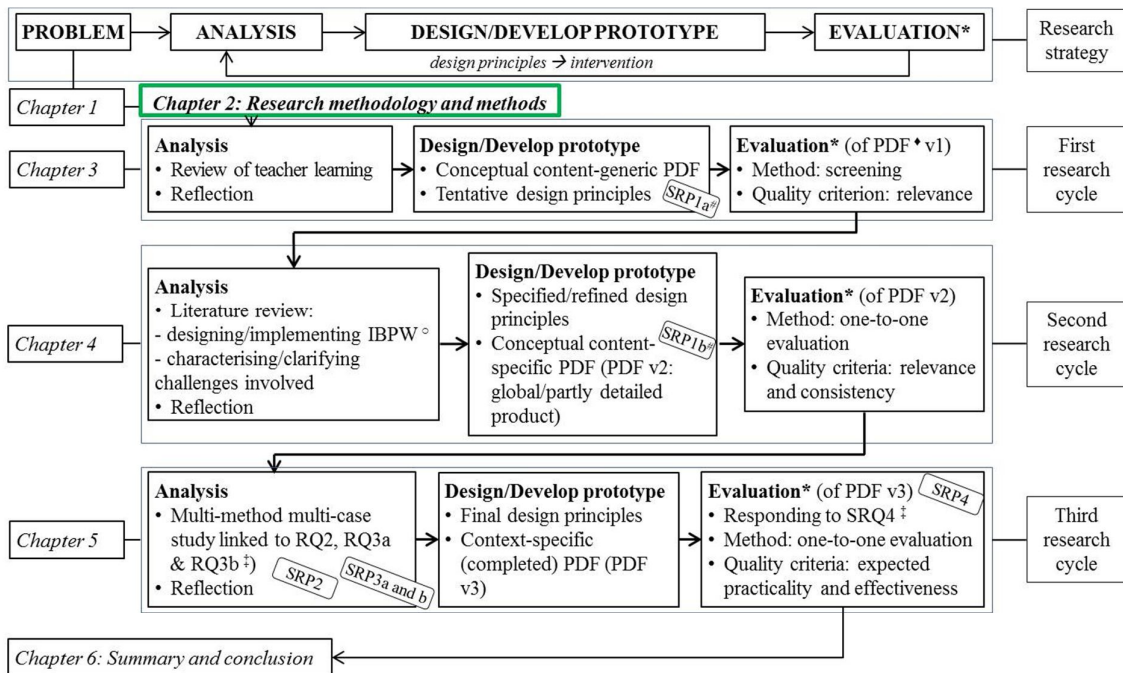 PROBLEM
ANALYSIS
DESIGN/DEVELOP PROTOTYPE
EVALUATION*
Research
strategy
design principles → intervention
Chapter 1
Chapter 2: Research methodology and methods
Chapter 3
Analysis
• Review of teacher learning
• Reflection
Design/Develop prototype
• Conceptual content-generic PDF
• Tentative design principles
SRP1a#
Evaluation* (of PDF♦ v1)
• Method: screening
• Quality criterion: relevance
First
research
cycle
Chapter 4
Analysis
• Literature review:
- designing/implementing IBPW○
- characterising/clarifying
challenges involved
• Reflection
Design/Develop prototype
• Specified/refined design
principles
• Conceptual content-
specific PDF (PDF v2:
global/partly detailed
product)
SRP1b#
Evaluation* (of PDF v2)
• Method: one-to-one
evaluation
• Quality criteria: relevance
and consistency
Second
research
cycle
Chapter 5
Analysis
• Multi-method multi-case
study linked to RQ2, RQ3a
& RQ3b ‡)
• Reflection
SRP2
SRP3a and b
Design/Develop prototype
• Final design principles
• Context-specific
(completed) PDF (PDF
v3)
Evaluation* (of PDF v3)
SRP4
• Responding to SRQ4 ‡
• Method: one-to-one evaluation
• Quality criteria: expected
practicality and effectiveness
Third
research
cycle
Chapter 6: Summary and conclusion